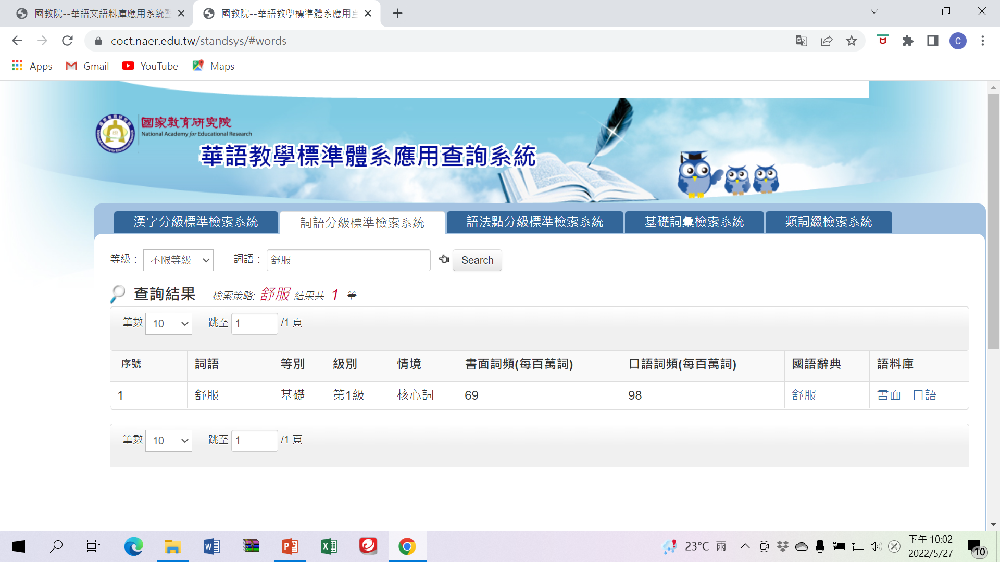 國教院--華語文語料庫應用系統整
國教院--華語教學標準體系應用查
coct.naer.edu.tw/standsys/#words
C
Apps
Gmail
YouTube
Maps
國家教育研究院
National Academy for Educational Research
華語教學標準體系應用查詢系統
漢字分級標準檢索系統
詞語分級標準檢索系統
語法點分級標準檢索系統
基礎詞彙檢索系統
類詞綴檢索系統
等級： 不限等級 詞語： 舒服 Search
查詢結果 檢索策略: 舒服 結果共 1 筆
筆數 10 跳至 1 /1 頁
序號 詞語 等別 級別 情境 書面詞頻(每百萬詞) 口語詞頻(每百萬詞) 國語辭典 語料庫
1 舒服 基礎 第1級 核心詞 69 98 舒服 書面 口語
筆數 10 跳至 1 /1 頁
23°C 雨
下午 10:02
2022/5/27
10